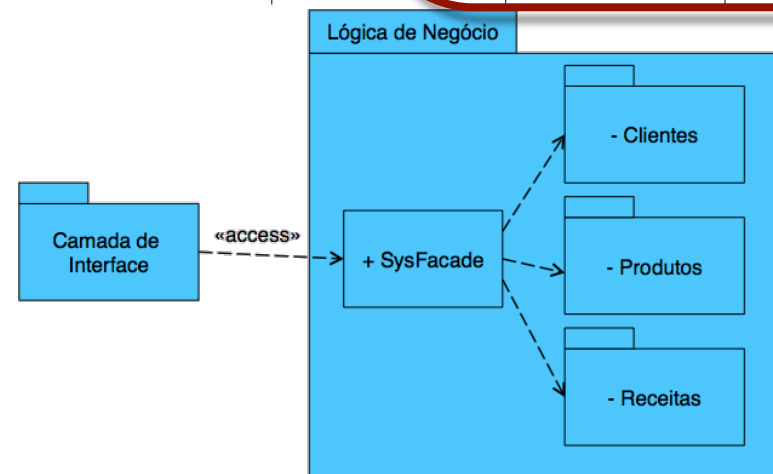 Lógica de Negócio
- Clientes
Camada de
Interface
«access»
+ SysFacade
- Produtos
- Receitas